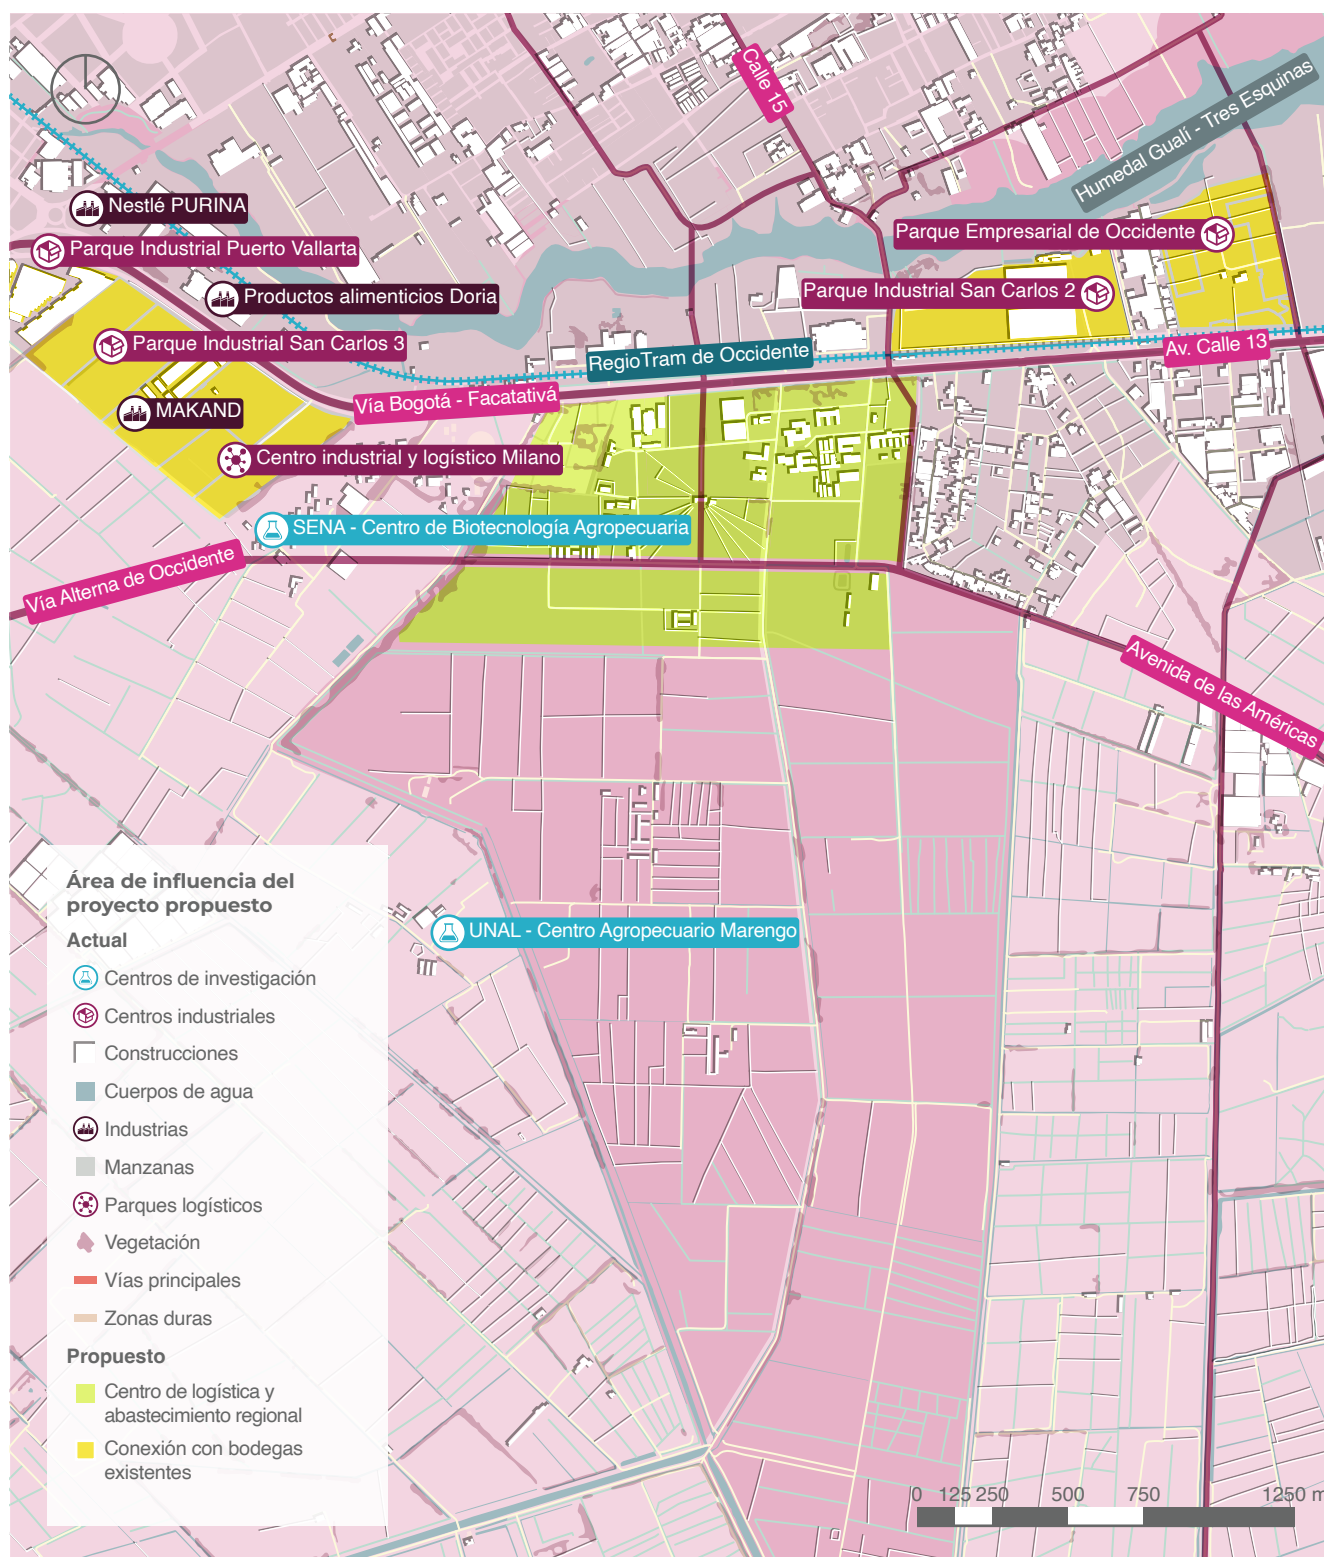 Calle 15
Humedal Gualí - Tres Esquinas
Nestlé PURINA
Parque Industrial Puerto Vallarta
Parque Empresarial de Occidente
Productos alimenticios Doria
Parque Industrial San Carlos 2
Parque Industrial San Carlos 3
RegioTram de Occidente
Av. Calle 13
Vía Bogotá - Facatativá
MAKAND
Centro industrial y logístico Milano
SENA - Centro de Biotecnología Agropecuaria
Vía Alterna de Occidente
Avenida de las Américas
UNAL - Centro Agropecuario Marengo
Área de influencia del
proyecto propuesto
Actual
Centros de investigación
Centros industriales
Construcciones
Cuerpos de agua
Industrias
Manzanas
Parques logísticos
Vegetación
Vías principales
Zonas duras
Propuesto
Centro de logística y
abastecimiento regional
Conexión con bodegas
existentes
0 125 250 500 750 1250 m